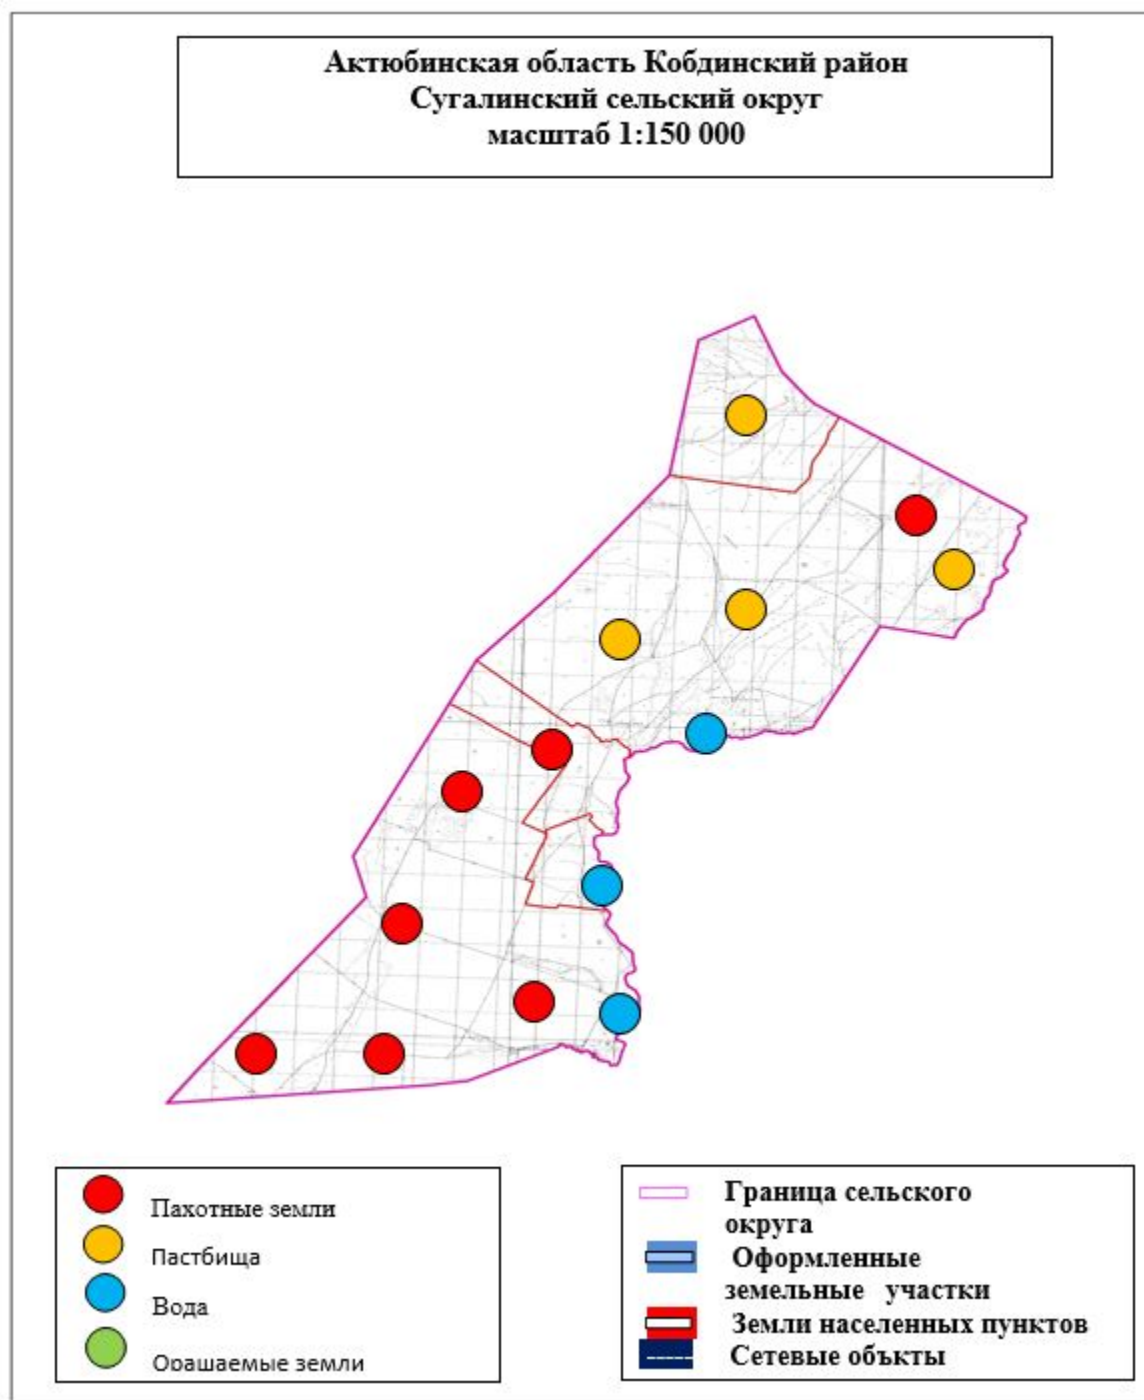 Актюбинская область Кобдинский район
Сугалинский сельский округ
масштаб 1:150 000
Пахотные земли
Пастбища
Вода
Орашаемые земли
Граница сельского
округа
Оформленные
земельные участки
Земли населенных пунктов
Сетевые объкты